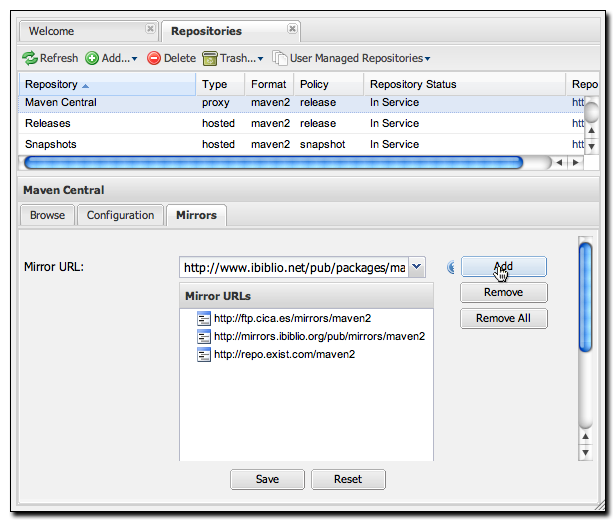 Welcome Repositories
Refresh Add... Delete Trash... User Managed Repositories
Repository Type Format Policy Repository Status Repo
Maven Central proxy maven2 release In Service htt
Releases hosted maven2 release In Service htt
Snapshots hosted maven2 snapshot In Service htt
Maven Central
Browse Configuration Mirrors
Mirror URL: http://www.ibiblio.net/pub/packages/ma Add
Mirror URLs Remove
http://ftp.cica.es/mirrors/maven2 Remove All
http://mirrors.ibiblio.org/pub/mirrors/maven2
http://repo.exist.com/maven2
Save Reset